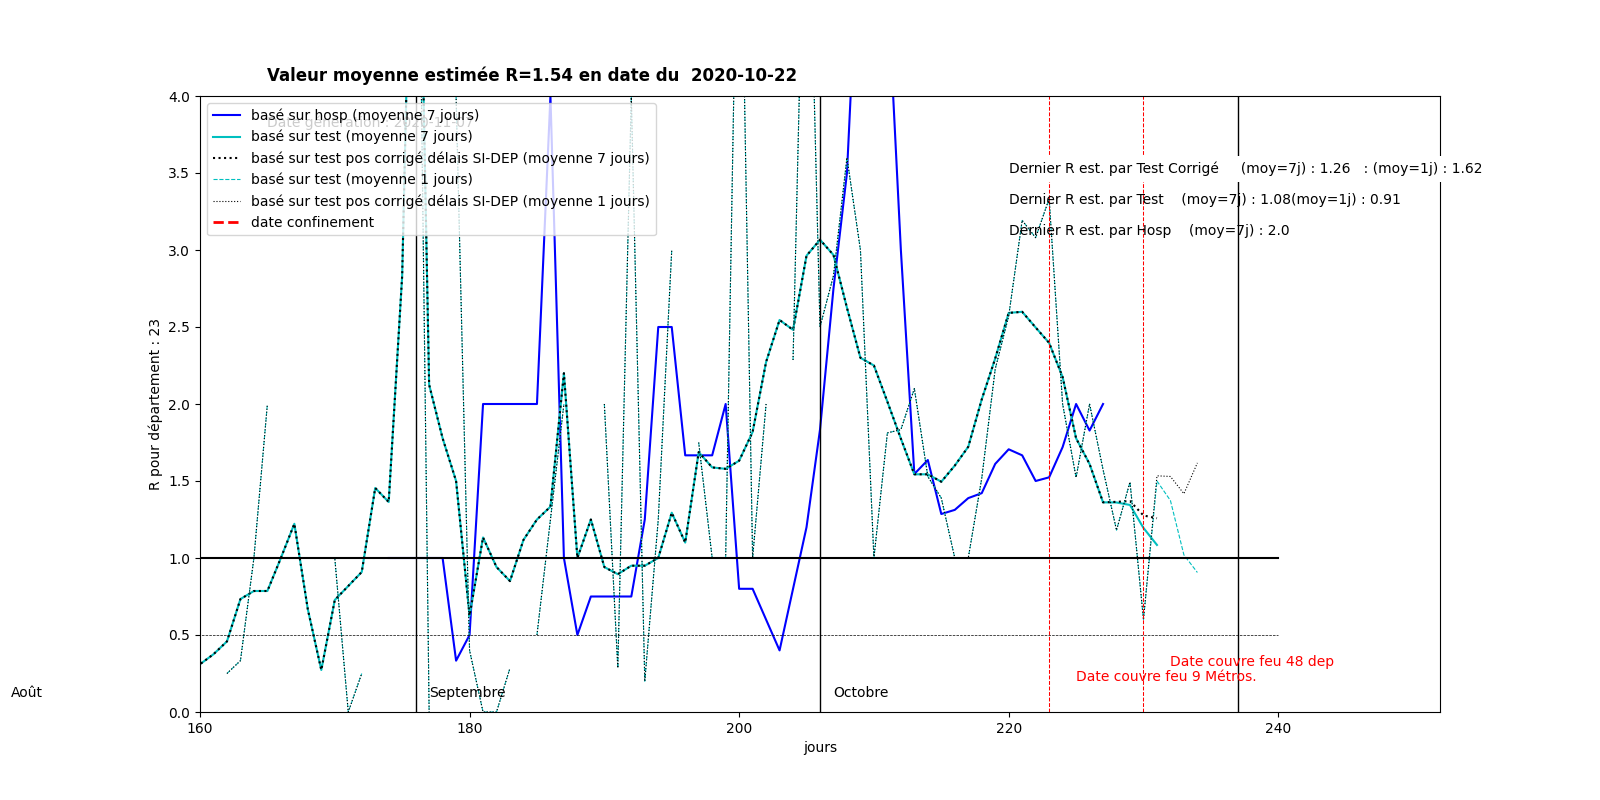 Valeur moyenne estimée R=1.54 en date du  2020-10-22
Date génération : 2020-11-07
basé sur hosp (moyenne 7 jours)
basé sur test (moyenne 7 jours)
basé sur test pos corrigé délais SI-DEP (moyenne 7 jours)
basé sur test (moyenne 1 jours)
basé sur test pos corrigé délais SI-DEP (moyenne 1 jours)
date confinement
Dernier R est. par Test Corrigé (moy=7j) : 1.26 : (moy=1j) : 1.62
Dernier R est. par Test (moy=7j) : 1.08(moy=1j) : 0.91
Dernier R est. par Hosp (moy=7j) : 2.0
4.0
3.5
3.0
2.5
2.0
1.5
1.0
0.5
0.0
R pour département : 23
Date couvre feu 48 dep
Date couvre feu 9 Métros.
Août
Septembre
Octobre
160
180
200
220
240
jours